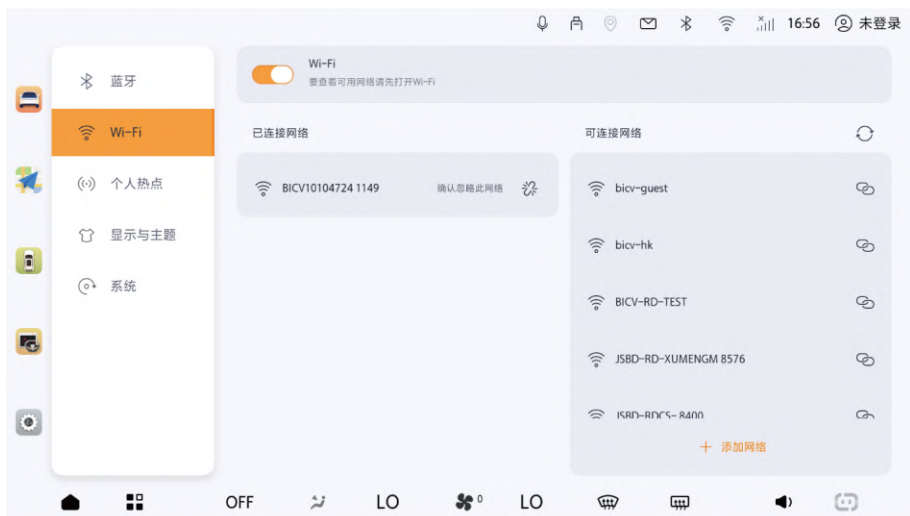 16:56 未登录
蓝牙
Wi-Fi
个人热点
显示与主题
系统
Wi-Fi
要查看可用网络请先打开Wi-Fi
已连接网络
BICV10104724 1149 确认忽略此网络
可连接网络
bicv-guest
bicv-hk
BICV-RD-TEST
JSBD-RD-XUMENGM 8576
JSBD-RDCS- 8400
+ 添加网络
OFF LO 0 LO